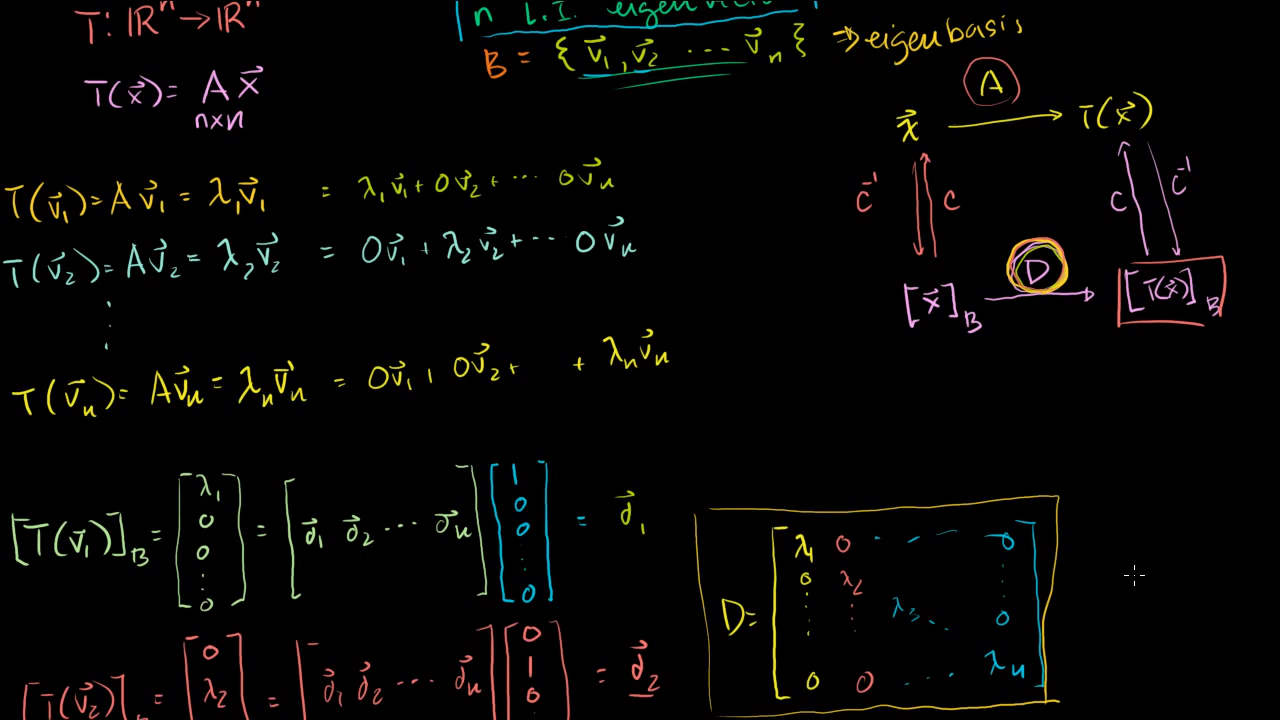 T: ℝⁿ → ℝⁿ
n L.I. eigenvectors
B = { v⃗₁, v⃗₂ ... v⃗ₙ } ⇒ eigenbasis
T(x⃗) = A x⃗
n×n
A
x⃗ → T(x⃗)
C⁻¹ C C C⁻¹
D
[x⃗]_B → [T(x⃗)]_B
T(v⃗₁) = A v⃗₁ = λ₁v⃗₁ = λ₁v⃗₁ + 0v⃗₂ + ... 0v⃗ₙ
T(v⃗₂) = A v⃗₂ = λ₂v⃗₂ = 0v⃗₁ + λ₂v⃗₂ + ... 0v⃗ₙ
⋮
T(v⃗ₙ) = A v⃗ₙ = λₙv⃗ₙ = 0v⃗₁ + 0v⃗₂ + + λₙv⃗ₙ
[T(v⃗₁)]_B = [λ₁ 0 0 ⋮ 0] = [d⃗₁ d⃗₂ ... d⃗ₙ] [1 0 0 ⋮ 0] = d⃗₁
[T(v⃗₂)]_B = [0 λ₂ = [d⃗₁ d⃗₂ ... d⃗ₙ] [0 1 0 = d⃗₂
D = [λ₁ 0 ... 0
0 λ₂ ⋮
⋮ ⋮ λ₃ ... 0
0 0 ... λₙ]